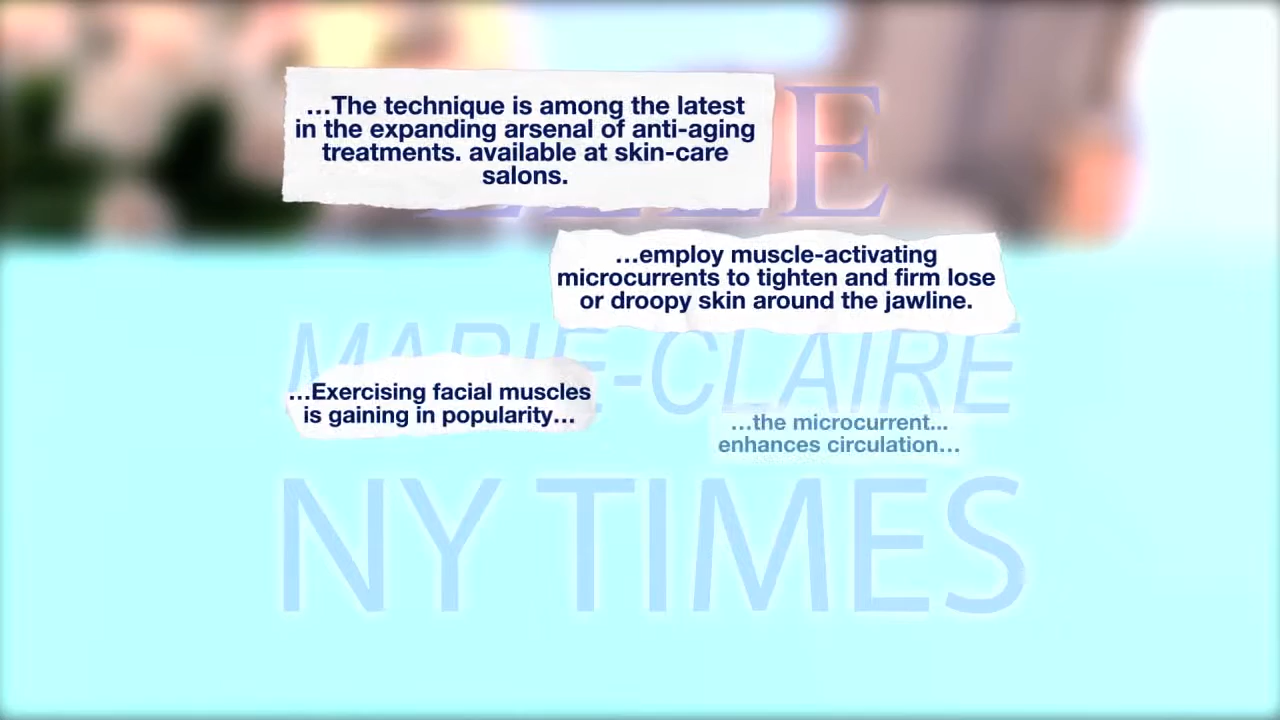 …The technique is among the latest
in the expanding arsenal of anti-aging
treatments. available at skin-care
salons.
…employ muscle-activating
microcurrents to tighten and firm lose
or droopy skin around the jawline.
MARIE-CLAIRE
…Exercising facial muscles
is gaining in popularity…
…the microcurrent...
enhances circulation…
NY TIMES